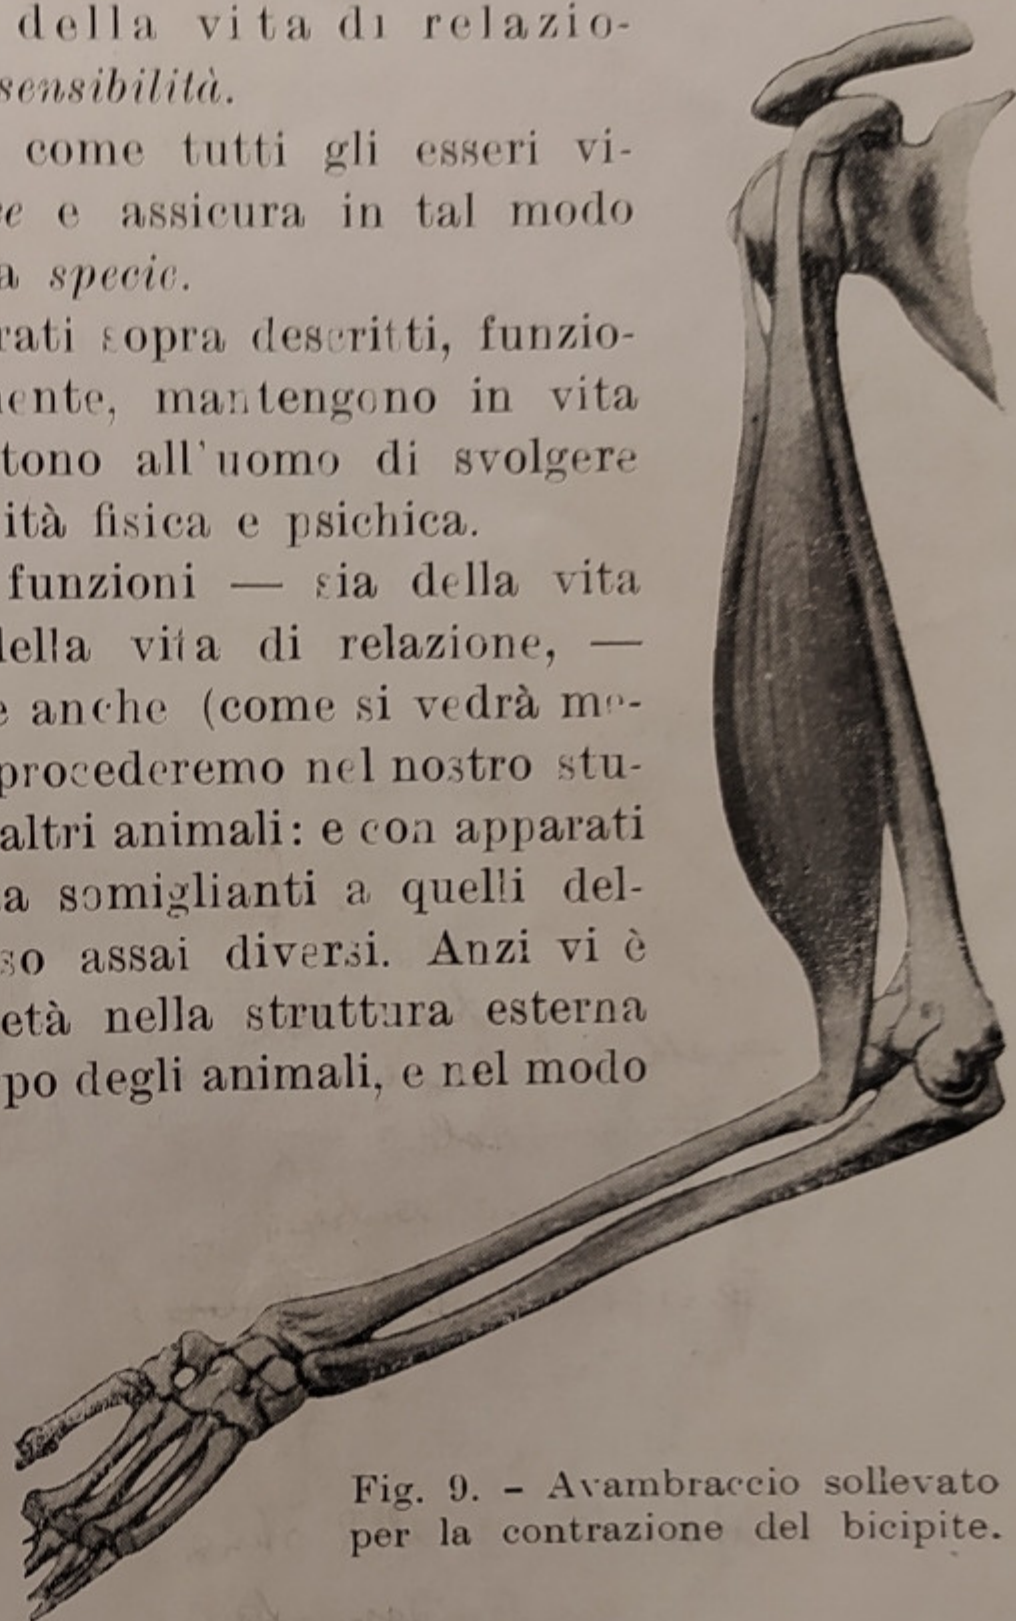 della vita di relazio-
sensibilità.
come tutti gli esseri vi-
e e assicura in tal modo
a specie.
rati sopra descritti, funzio-
ente, mantengono in vita
tono all'uomo di svolgere
ità fisica e psichica.
funzioni — sia della vita
della vita di relazione, —
e anche (come si vedrà me-
procederemo nel nostro stu-
altri animali: e con apparati
a somiglianti a quelli del-
so assai diversi. Anzi vi è
età nella struttura esterna
po degli animali, e nel modo
Fig. 9. - Avambraccio sollevato
per la contrazione del bicipite.